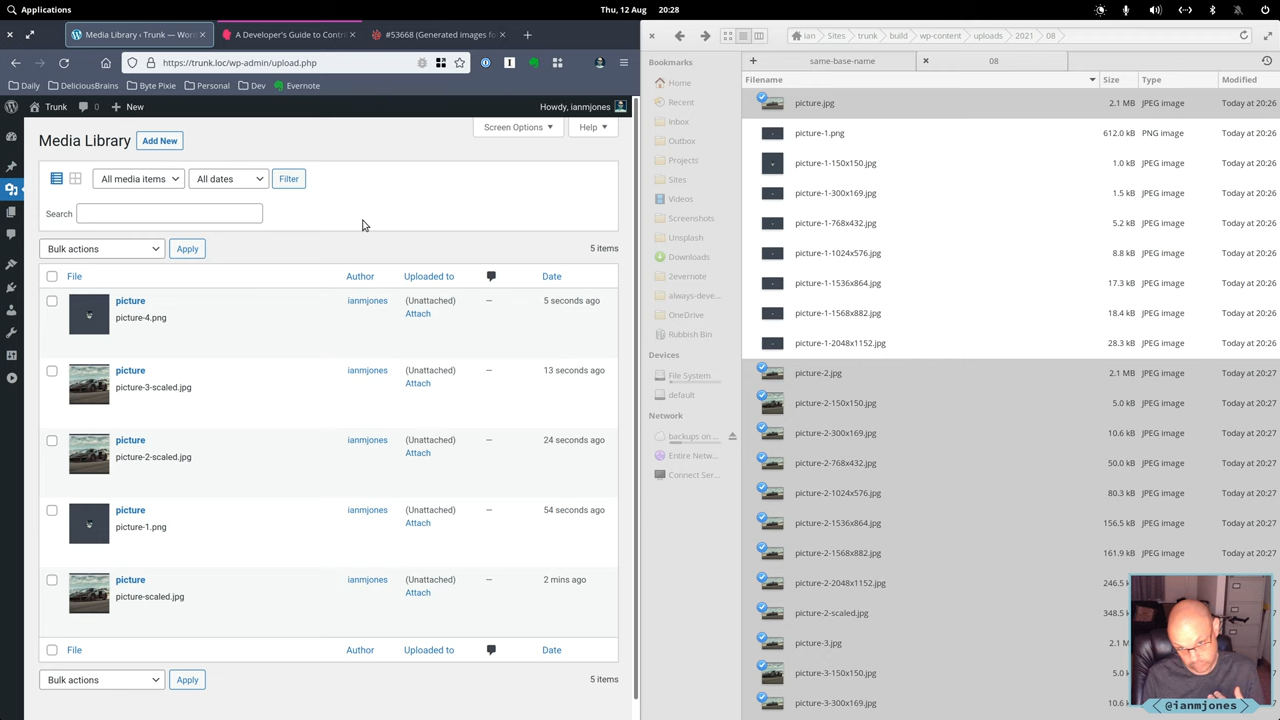 Applications
Thu, 12 Aug 20:28
Media Library ‹ Trunk — Wor
A Developer's Guide to Contri
#53668 (Generated images fo
https://trunk.loc/wp-admin/upload.php
Daily
DeliciousBrains
Byte Pixie
Personal
Dev
Evernote
Trunk
0
New
Howdy, ianmjones
Media Library
Add New
Screen Options
Help
All media items
All dates
Filter
Search
Bulk actions
Apply
5 items
File
Author
Uploaded to
Date
picture
ianmjones
(Unattached)
—
5 seconds ago
picture-4.png
Attach
picture
ianmjones
(Unattached)
—
13 seconds ago
picture-3-scaled.jpg
Attach
picture
ianmjones
(Unattached)
—
24 seconds ago
picture-2-scaled.jpg
Attach
picture
ianmjones
(Unattached)
—
54 seconds ago
picture-1.png
Attach
picture
ianmjones
(Unattached)
—
2 mins ago
picture-scaled.jpg
Attach
File
Author
Uploaded to
Date
Bulk actions
Apply
5 items
ian
Sites
trunk
build
wp-content
uploads
2021
08
same-base-name
08
Bookmarks
Home
Recent
Inbox
Outbox
Projects
Sites
Videos
Screenshots
Unsplash
Downloads
2evernote
always-deve...
OneDrive
Rubbish Bin
Devices
File System
default
Network
backups on ...
Entire Netw...
Connect Ser...
Filename
Size
Type
Modified
picture.jpg 2.1 MB JPEG image Today at 20:26
picture-1.png 612.0 kB PNG image Today at 20:26
picture-1-150x150.jpg 1.0 kB JPEG image Today at 20:26
picture-1-300x169.jpg 1.5 kB JPEG image Today at 20:26
picture-1-768x432.jpg 5.2 kB JPEG image Today at 20:26
picture-1-1024x576.jpg 8.8 kB JPEG image Today at 20:26
picture-1-1536x864.jpg 17.3 kB JPEG image Today at 20:26
picture-1-1568x882.jpg 18.4 kB JPEG image Today at 20:26
picture-1-2048x1152.jpg 28.3 kB JPEG image Today at 20:26
picture-2.jpg 2.1 MB JPEG image Today at 20:27
picture-2-150x150.jpg 5.0 kB JPEG image Today at 20:27
picture-2-300x169.jpg 10.6 kB JPEG image Today at 20:27
picture-2-768x432.jpg 50.0 kB JPEG image Today at 20:27
picture-2-1024x576.jpg 80.3 kB JPEG image Today at 20:27
picture-2-1536x864.jpg 156.5 kB JPEG image Today at 20:27
picture-2-1568x882.jpg 161.9 kB JPEG image Today at 20:27
picture-2-2048x1152.jpg 246.5
picture-2-scaled.jpg 348.5
picture-3.jpg 2.1
picture-3-150x150.jpg 5.0
picture-3-300x169.jpg 10.6
@ianmjones